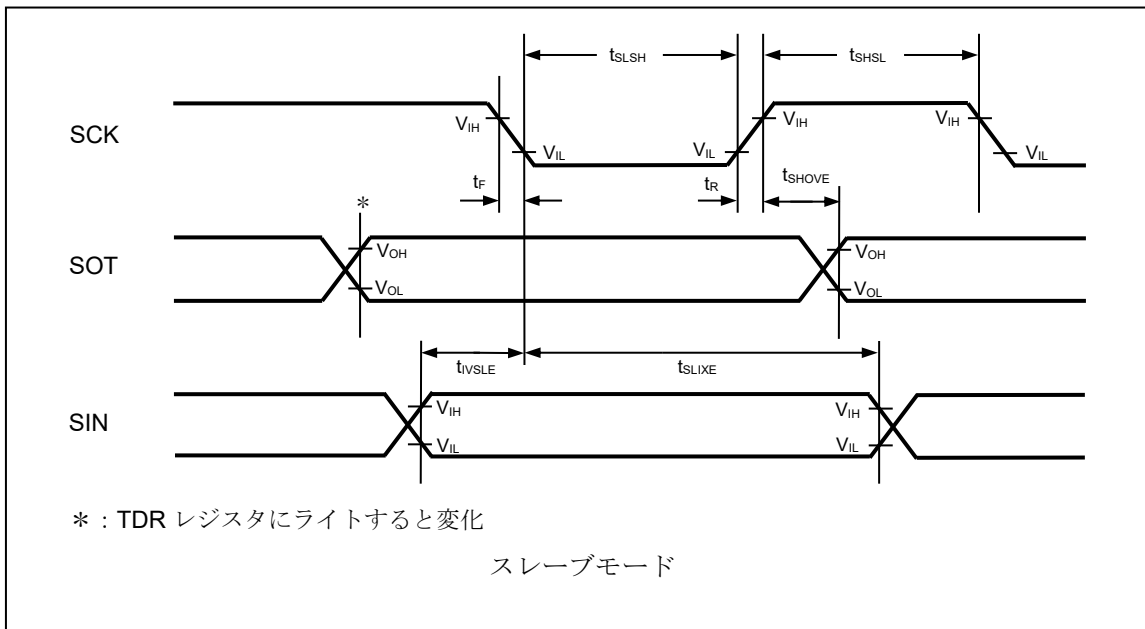 tSLSH tSHSL
SCK VIH VIL VIL VIH VIH VIL
tF tR tSHOVE
*
SOT VOH VOL VOH VOL
tIVSLE tSLIXE
SIN VIH VIL VIH VIL
*：TDR レジスタにライトすると変化
スレーブモード